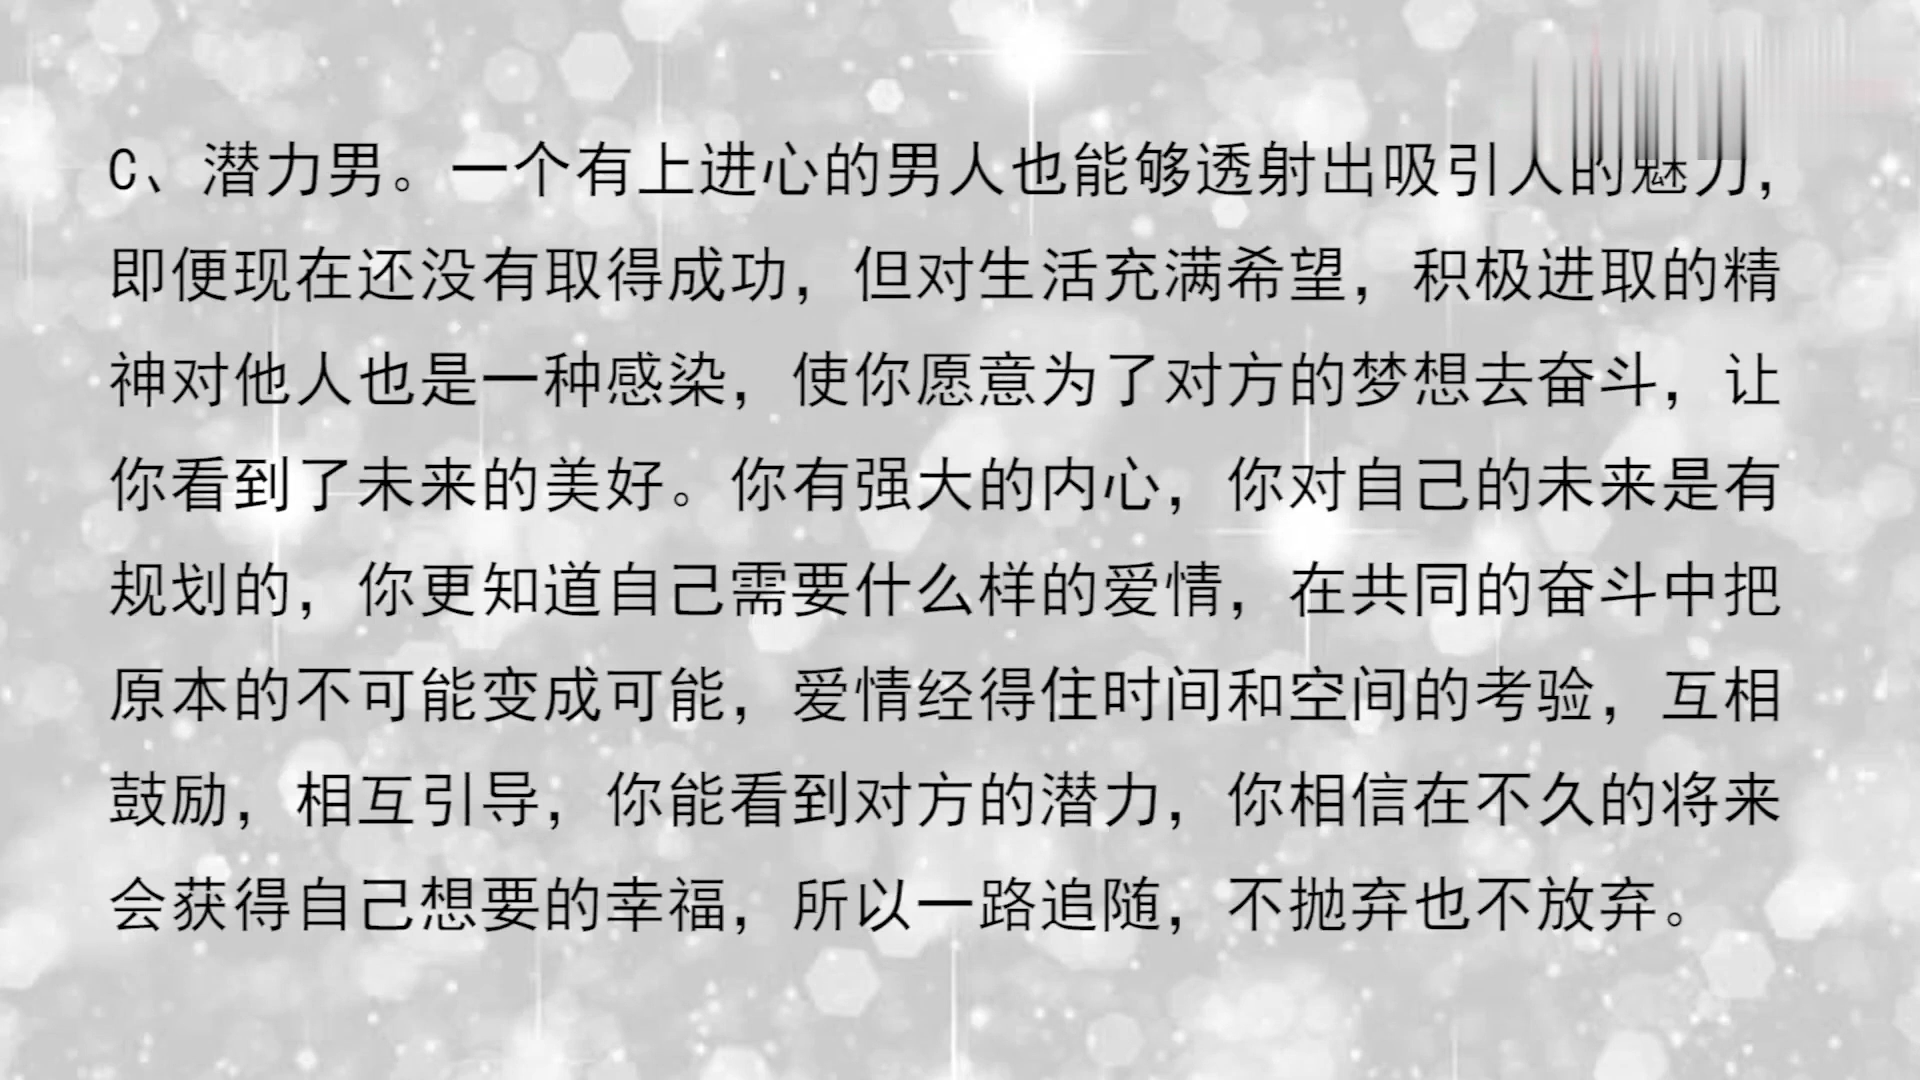 C、潜力男。一个有上进心的男人也能够透射出吸引人的魅力，
即便现在还没有取得成功，但对生活充满希望，积极进取的精
神对他人也是一种感染，使你愿意为了对方的梦想去奋斗，让
你看到了未来的美好。你有强大的内心，你对自己的未来是有
规划的，你更知道自己需要什么样的爱情，在共同的奋斗中把
原本的不可能变成可能，爱情经得住时间和空间的考验，互相
鼓励，相互引导，你能看到对方的潜力，你相信在不久的将来
会获得自己想要的幸福，所以一路追随，不抛弃也不放弃。